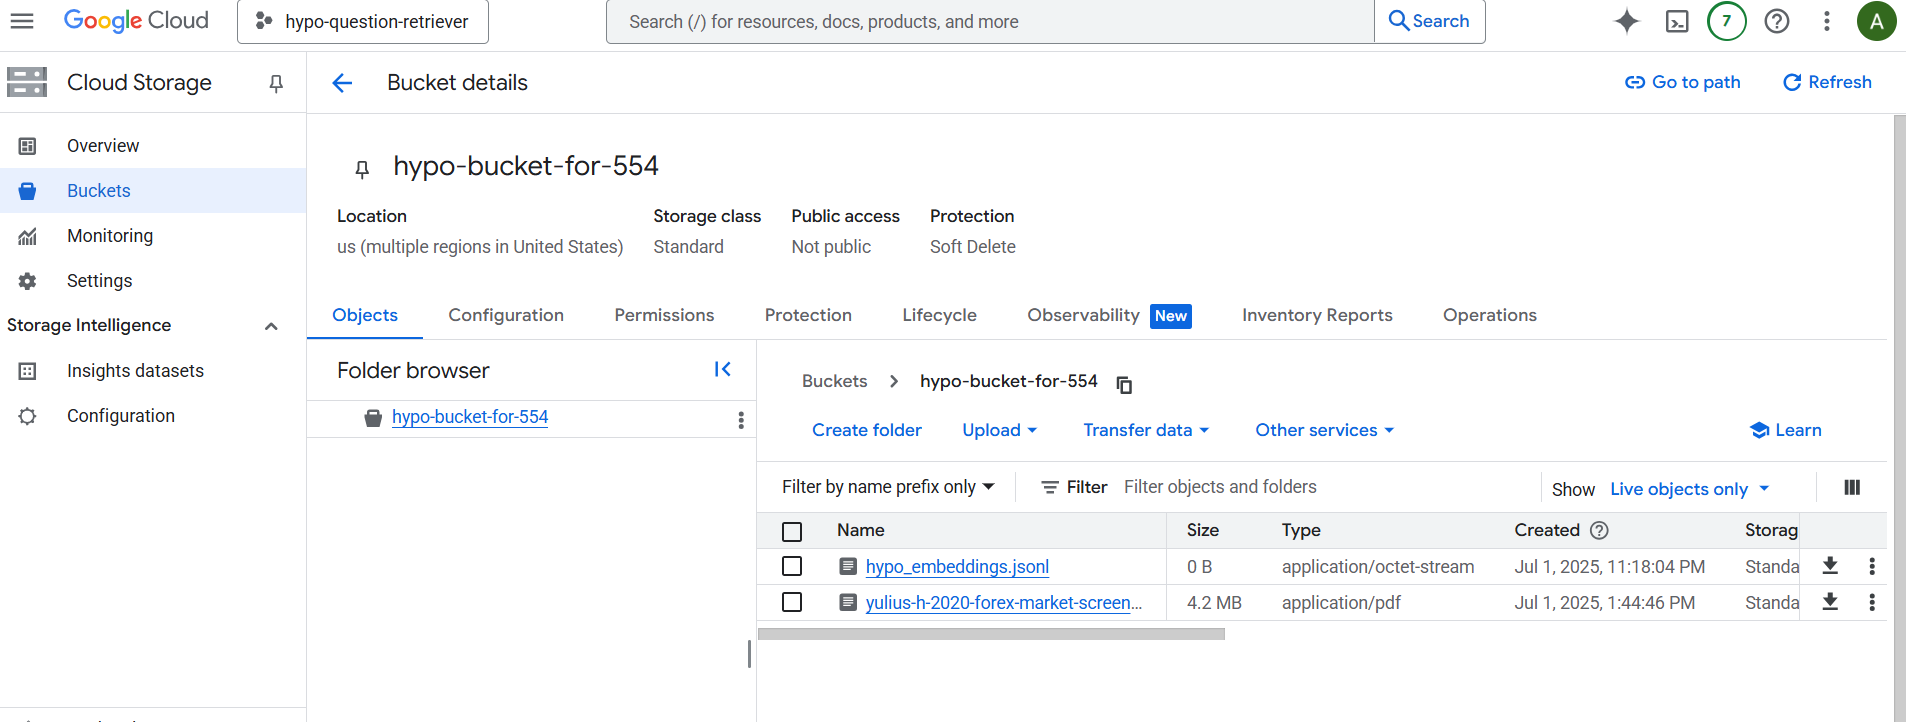 Google Cloud
hypo-question-retriever
Search (/) for resources, docs, products, and more
Search
7
A
Cloud Storage
Bucket details
Go to path
Refresh
Overview
Buckets
Monitoring
Settings
Storage Intelligence
Insights datasets
Configuration
hypo-bucket-for-554
Location Storage class Public access Protection
us (multiple regions in United States) Standard Not public Soft Delete
Objects Configuration Permissions Protection Lifecycle Observability New Inventory Reports Operations
Folder browser
hypo-bucket-for-554
Buckets hypo-bucket-for-554
Create folder Upload Transfer data Other services Learn
Filter by name prefix only Filter Filter objects and folders Show Live objects only
Name Size Type Created Storag
hypo_embeddings.jsonl 0 B application/octet-stream Jul 1, 2025, 11:18:04 PM Standa
yulius-h-2020-forex-market-screen... 4.2 MB application/pdf Jul 1, 2025, 1:44:46 PM Standa